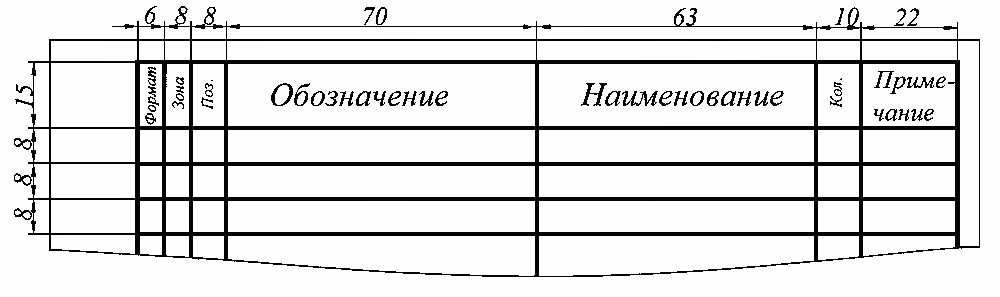 6 8 8 70 63 10 22
15
Формат
Зона
Поз.
Обозначение
Наименование
Кол.
Приме-
чание
8
8
8